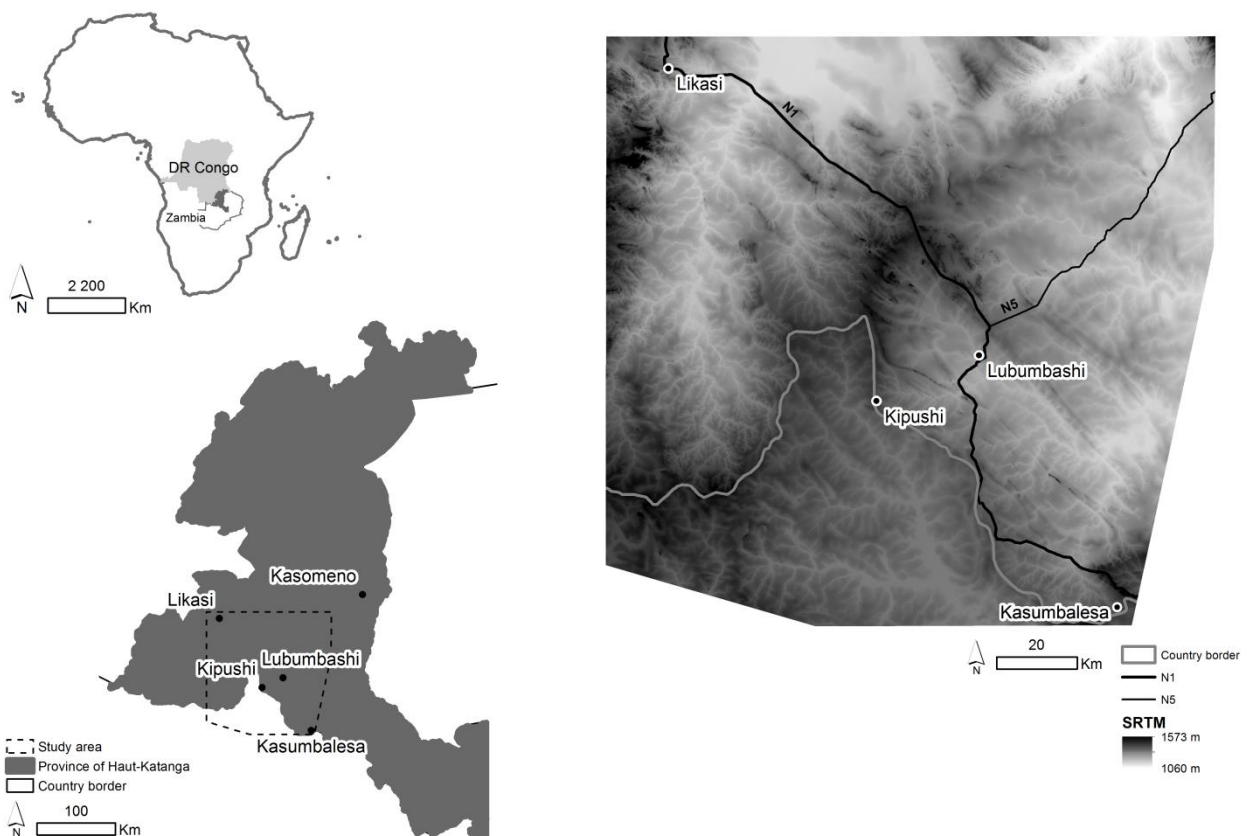 DR Congo
Zambia
N
2 200
Km
Kasomeno
Likasi
Kipushi
Lubumbashi
Kasumbalesa
Study area
Province of Haut-Katanga
Country border
N
100
Km
Likasi
N1
N5
Lubumbashi
Kipushi
Kasumbalesa
N
20
Km
Country border
N1
N5
SRTM
1573 m
1060 m